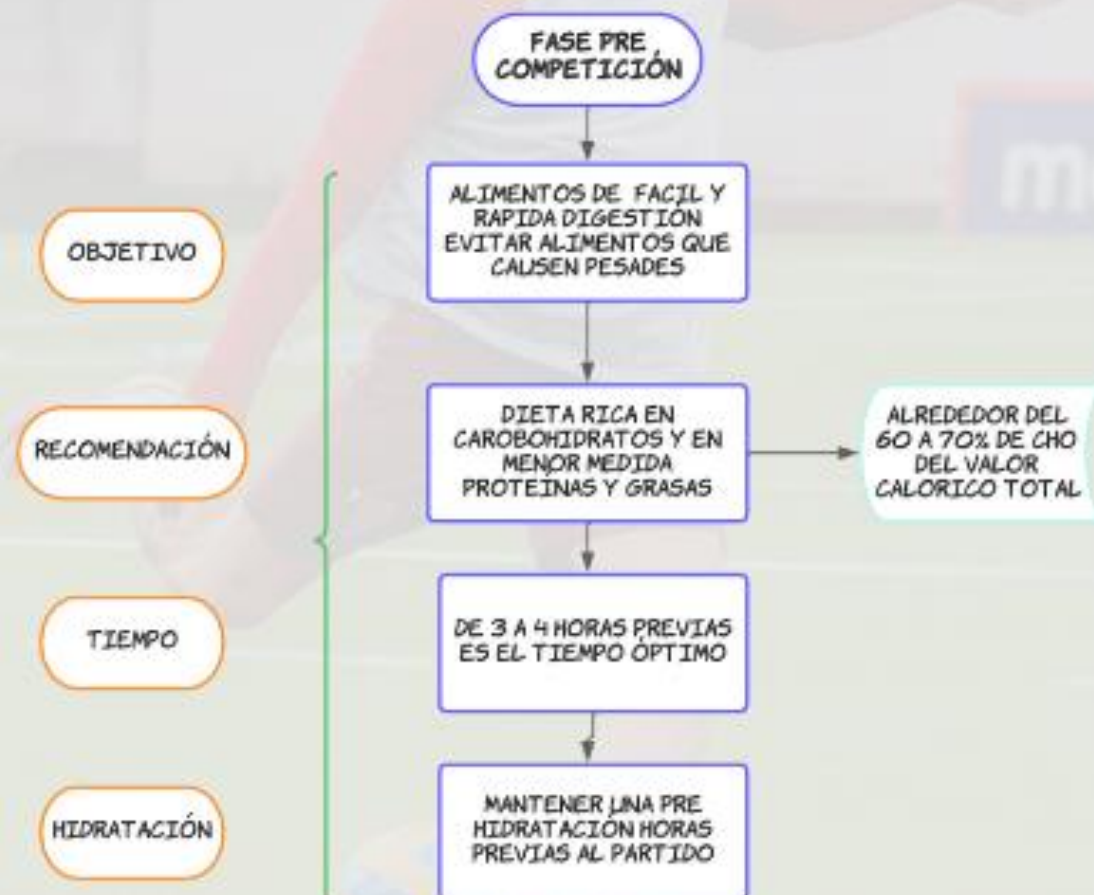 FASE PRE
COMPETICIÓN
OBJETIVO
ALIMENTOS DE FACIL Y
RAPIDA DIGESTIÓN
EVITAR ALIMENTOS QUE
CAUSEN PESADES
RECOMENDACIÓN
DIETA RICA EN
CAROBOHIDRATOS Y EN
MENOR MEDIDA
PROTEÍNAS Y GRASAS
ALREDEDOR DEL
60 A 70% DE CHO
DEL VALOR
CALORICO TOTAL
TIEMPO
DE 3 A 4 HORAS PREVIAS
ES EL TIEMPO ÓPTIMO
HIDRATACIÓN
MANTENER UNA PRE
HIDRATACIÓN HORAS
PREVIAS AL PARTIDO